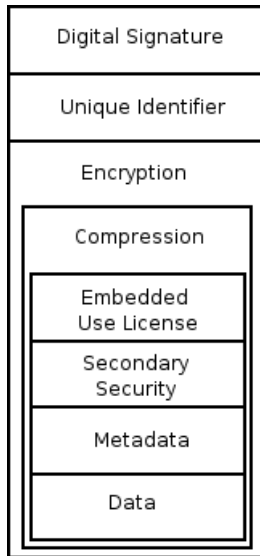 Digital Signature
Unique Identifier
Encryption
Compression
Embedded
Use License
Secondary
Security
Metadata
Data